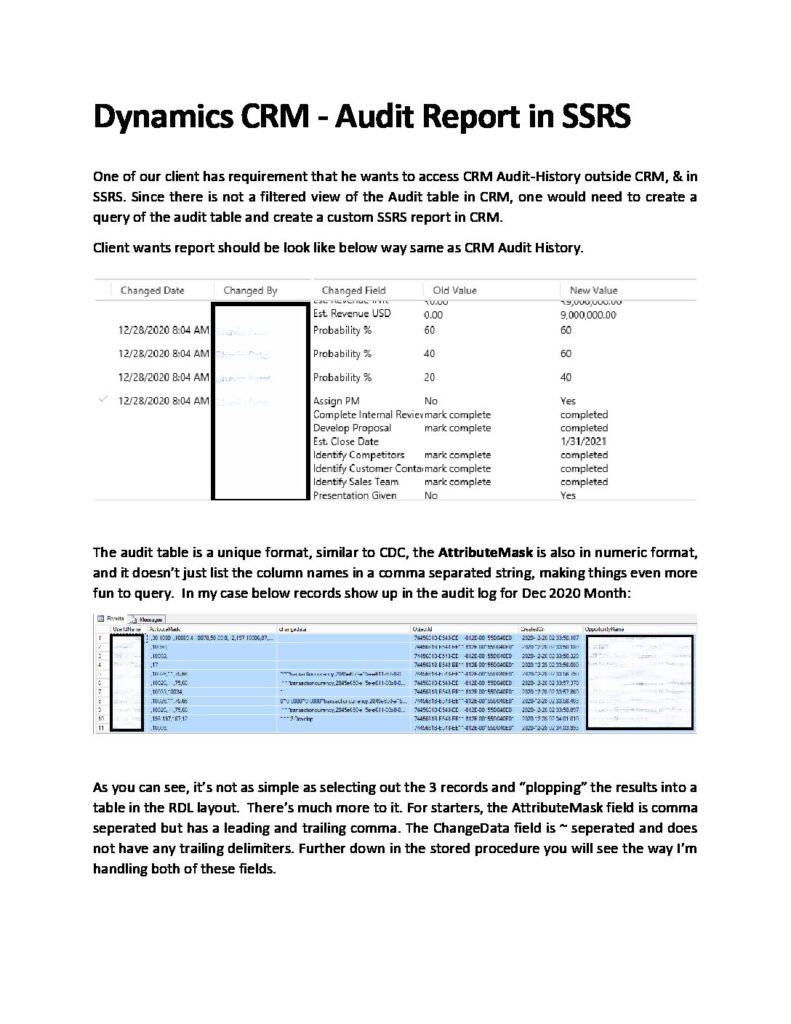 Dynamics CRM - Audit Report in SSRS
One of our client has requirement that he wants to access CRM Audit-History outside CRM, & in
SSRS. Since there is not a filtered view of the Audit table in CRM, one would need to create a
query of the audit table and create a custom SSRS report in CRM.
Client wants report should be look like below way same as CRM Audit History.
Changed Date Changed By Changed Field Old Value New Value
Est. Revenue USD 0.00 9,000,000.00
12/28/2020 8:04 AM Probability % 60 60
12/28/2020 8:04 AM Probability % 40 60
12/28/2020 8:04 AM Probability % 20 40
12/28/2020 8:04 AM Assign PM No Yes
Complete Internal Review mark complete completed
Develop Proposal mark complete completed
Est. Close Date 1/31/2021
Identify Competitors mark complete completed
Identify Customer Conta mark complete completed
Identify Sales Team mark complete completed
Presentation Given No Yes
The audit table is a unique format, similar to CDC, the AttributeMask is also in numeric format,
and it doesn't just list the column names in a comma separated string, making things even more
fun to query. In my case below records show up in the audit log for Dec 2020 Month:
Results Messages
AttributeMask changedata ObjectId CreatedOn OpportunityName
As you can see, it's not as simple as selecting out the 3 records and “plopping” the results into a
table in the RDL layout. There's much more to it. For starters, the AttributeMask field is comma
seperated but has a leading and trailing comma. The ChangeData field is ~ seperated and does
not have any trailing delimiters. Further down in the stored procedure you will see the way I'm
handling both of these fields.